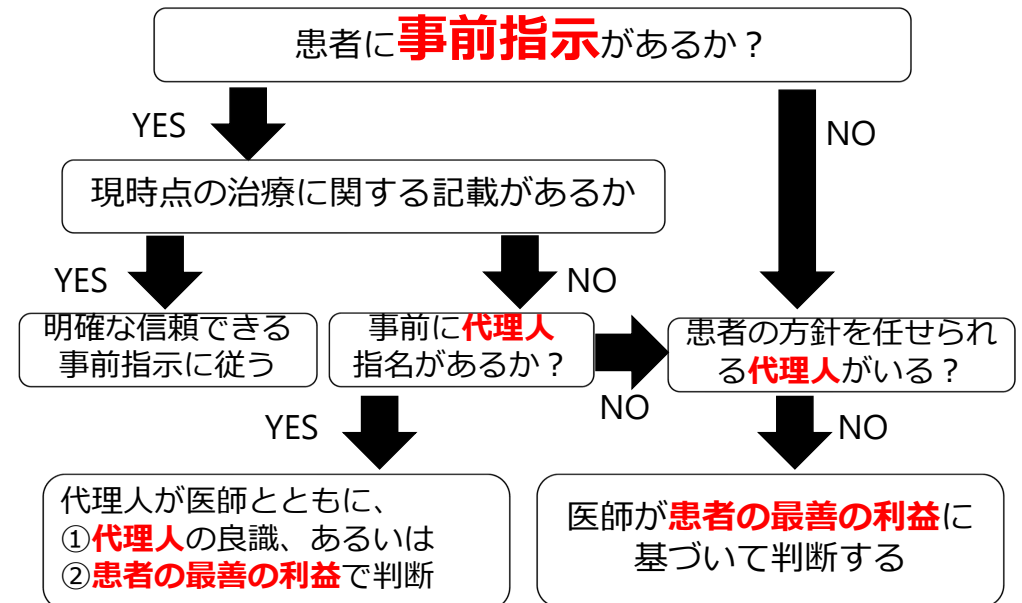 患者に事前指示があるか？
YES
NO
現時点の治療に関する記載があるか
YES
NO
明確な信頼できる
事前指示に従う
事前に代理人
指名があるか？
患者の方針を任せられ
る代理人がいる？
NO
YES
NO
代理人が医師とともに、
①代理人の良識、あるいは
②患者の最善の利益で判断
医師が患者の最善の利益に
基づいて判断する